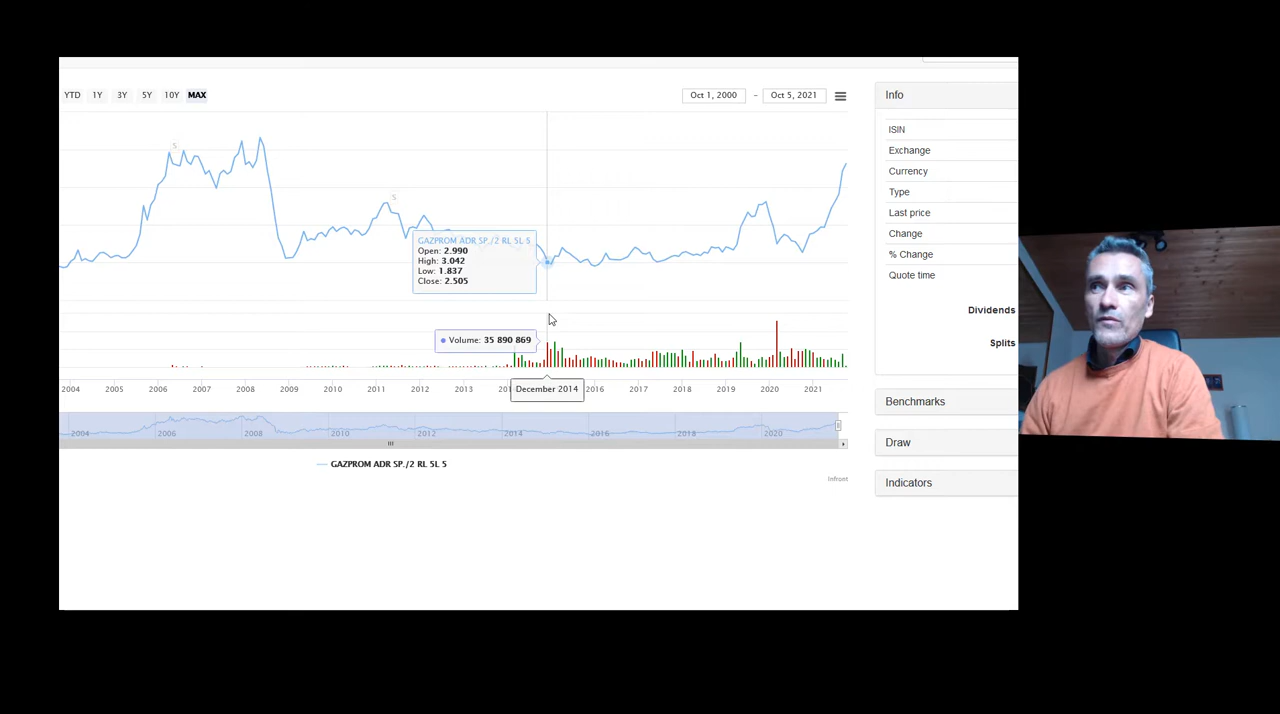 YTD 1Y 3Y 5Y 10Y MAX
Oct 1, 2000 - Oct 5, 2021
S
S
GAZPROM ADR SP./2 RL 5L 5
Open: 2.990
High: 3.042
Low: 1.837
Close: 2.505
Volume: 35 890 869
2004 2005 2006 2007 2008 2009 2010 2011 2012 2013 2016 2017 2018 2019 2020 2021
December 2014
2004 2006 2008 2010 2012 2014 2016 2018 2020
GAZPROM ADR SP./2 RL 5L 5
Infront
Info
ISIN
Exchange
Currency
Type
Last price
Change
% Change
Quote time
Dividends
Splits
Benchmarks
Draw
Indicators